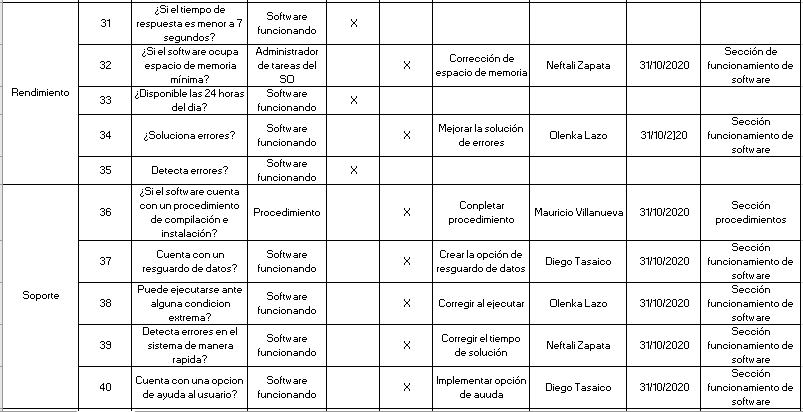 Rendimiento
31 ¿Si el tiempo de respuesta es menor a 7 segundos? Software funcionando X
32 ¿Si el software ocupa espacio de memoria mínima? Administrador de tareas del SO X Corrección de espacio de memoria Neftali Zapata 31/10/2020 Sección de funcionamiento de software
33 ¿Disponible las 24 horas del dia? Software funcionando X
34 ¿Soluciona errores? Software funcionando X Mejorar la solución de errores Olenka Lazo 31/10/2]20 Sección funcionamiento de software
35 Detecta errores? Software funcionando X
Soporte
36 ¿Si el software cuenta con un procedimiento de compilación e instalación? Procedimiento X Conpletar procedimiento Mauricio Villanueva 31/10/2020 Sección procedimientos
37 Cuenta con un resguardo de datos? Software funcionando X Crear la opción de resguardo de datos Diego Tasaico 31/10/2020 Sección funcionamiento de software
38 Puede ejecutarse ante alguna condicion extrema? Software funcionando X Corregir al ejecutar Olenka Lazo 31/10/2020 Sección funcionamiento de software
39 Detecta errores en el sistema de manera rapida? Software funcionando X Corregir el tiempo de solución Neftali Zapata 31/10/2020 Sección funcionamiento de software
40 Cuenta con una opcion de ayuda al usuario? Software funcionando X Implementar opción de auuda Diego Tasaico 31/10/2020 Sección funcionamiento de software